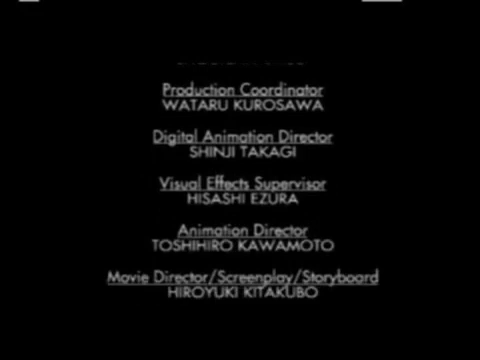 Production Coordinator
WATARU KUROSAWA
Digital Animation Director
SHINJI TAKAGI
Visual Effects Supervisor
HISASHI EZURA
Animation Director
TOSHIHIRO KAWAMOTO
Movie Director/Screenplay/Storyboard
HIROYUKI KITAKUBO